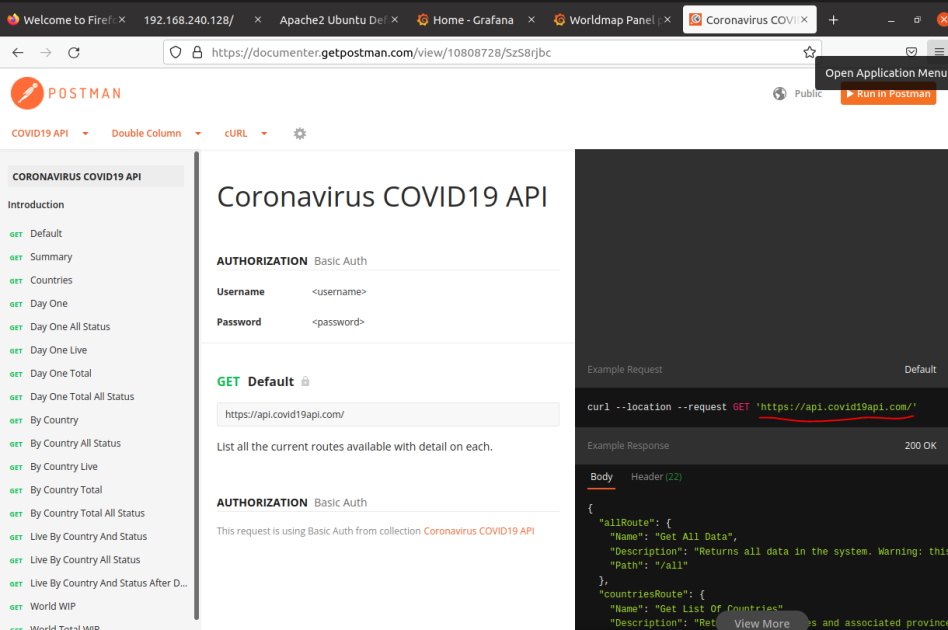 Welcome to Firef
192.168.240.128/
Apache2 Ubuntu Def
Home - Grafana
Worldmap Panel p
Coronavirus COVI
https://documenter.getpostman.com/view/10808728/SzS8rjbc
Open Application Menu
POSTMAN
Public
Run in Postman
COVID19 API
Double Column
cURL
CORONAVIRUS COVID19 API
Introduction
GET Default
GET Summary
GET Countries
GET Day One
GET Day One All Status
GET Day One Live
GET Day One Total
GET Day One Total All Status
GET By Country
GET By Country All Status
GET By Country Live
GET By Country Total
GET By Country Total All Status
GET Live By Country And Status
GET Live By Country All Status
GET Live By Country And Status After D...
GET World WIP
GET World Total WIP
Coronavirus COVID19 API
AUTHORIZATION Basic Auth
Username <username>
Password <password>
GET Default
https://api.covid19api.com/
List all the current routes available with detail on each.
AUTHORIZATION Basic Auth
This request is using Basic Auth from collection Coronavirus COVID19 API
Example Request Default
curl --location --request GET 'https://api.covid19api.com/'
Example Response 200 OK
Body Header (22)
{
"allRoute": {
"Name": "Get All Data",
"Description": "Returns all data in the system. Warning: this
"Path": "/all"
},
"countriesRoute": {
"Name": "Get List Of Countries",
"Description": "Ret es and associated province
View More